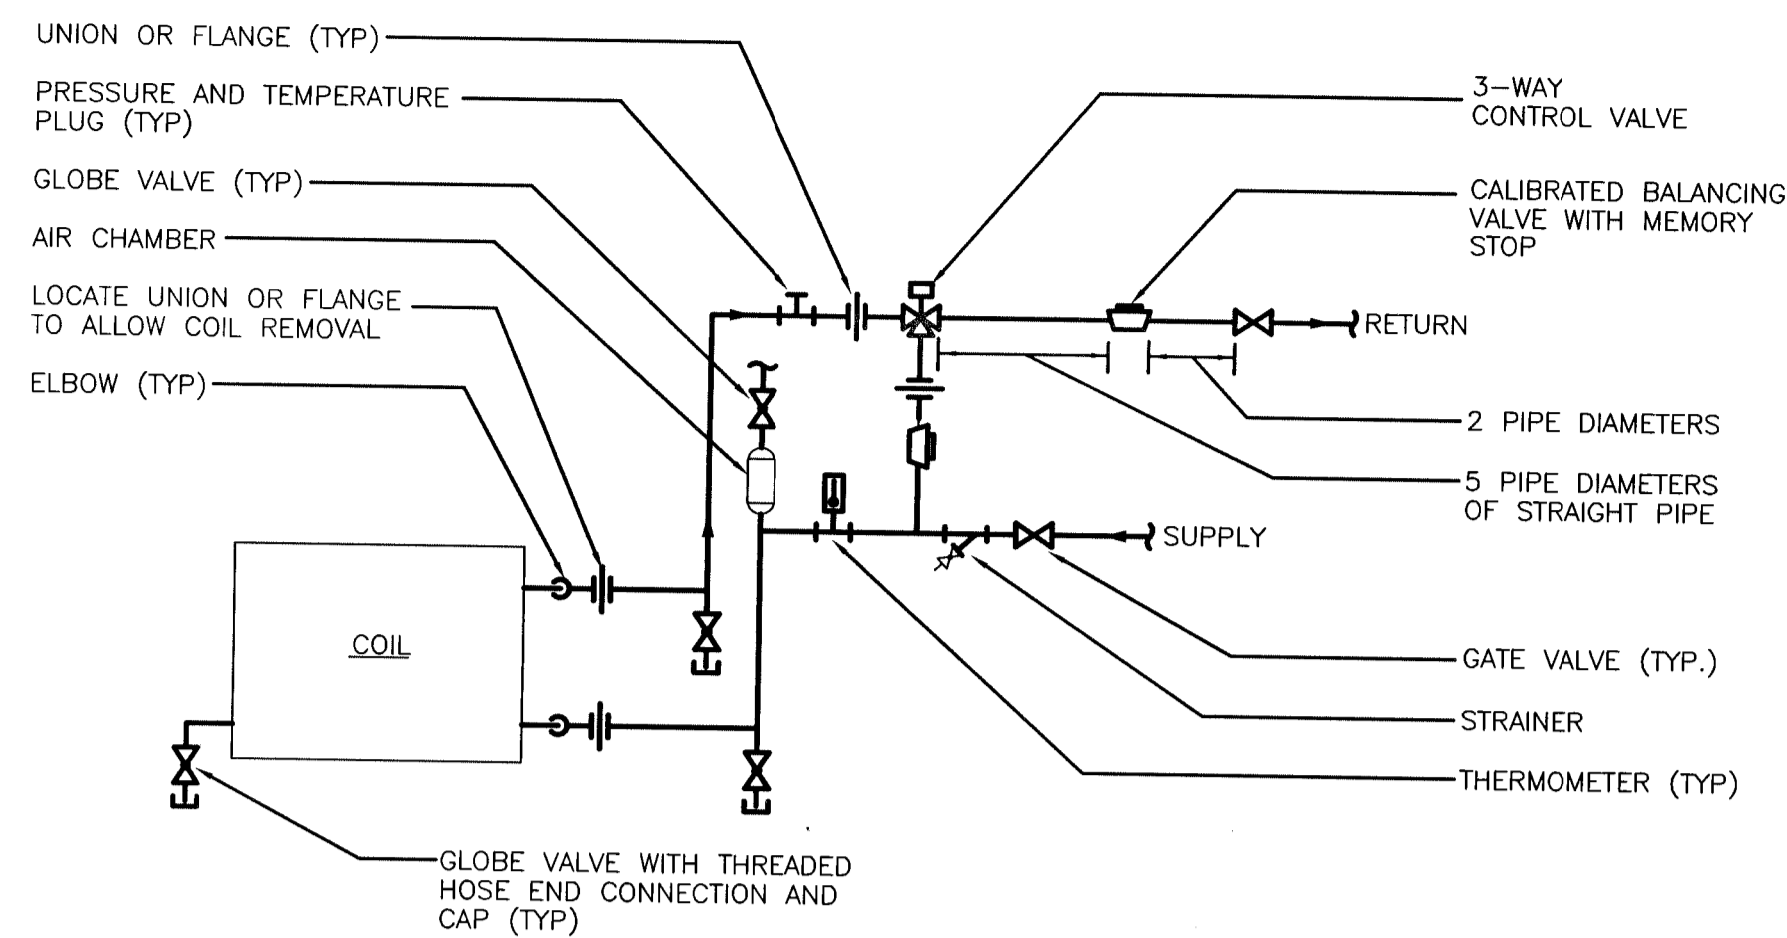 UNION OR FLANGE (TYP)
PRESSURE AND TEMPERATURE
PLUG (TYP)
GLOBE VALVE (TYP)
AIR CHAMBER
LOCATE UNION OR FLANGE
TO ALLOW COIL REMOVAL
ELBOW (TYP)
COIL
GLOBE VALVE WITH THREADED
HOSE END CONNECTION AND
CAP (TYP)
3-WAY
CONTROL VALVE
CALIBRATED BALANCING
VALVE WITH MEMORY
STOP
RETURN
2 PIPE DIAMETERS
5 PIPE DIAMETERS
OF STRAIGHT PIPE
SUPPLY
GATE VALVE (TYP.)
STRAINER
THERMOMETER (TYP)